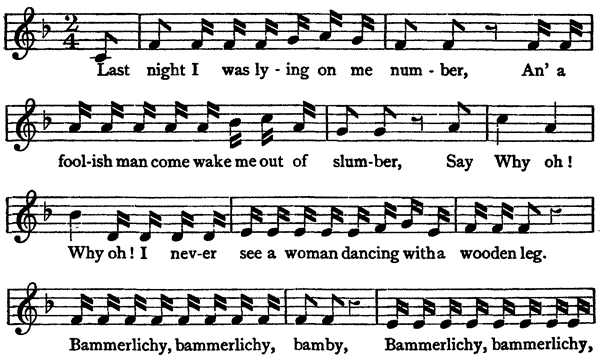 2
4
Last night I was ly - ing on me num - ber, An' a
fool-ish man come wake me out of slum-ber, Say Why oh!
Why oh! I nev-er see a woman dancing with a wooden leg.
Bammerlichy, bammerlichy, bamby, Bammerlichy, bammerlichy,